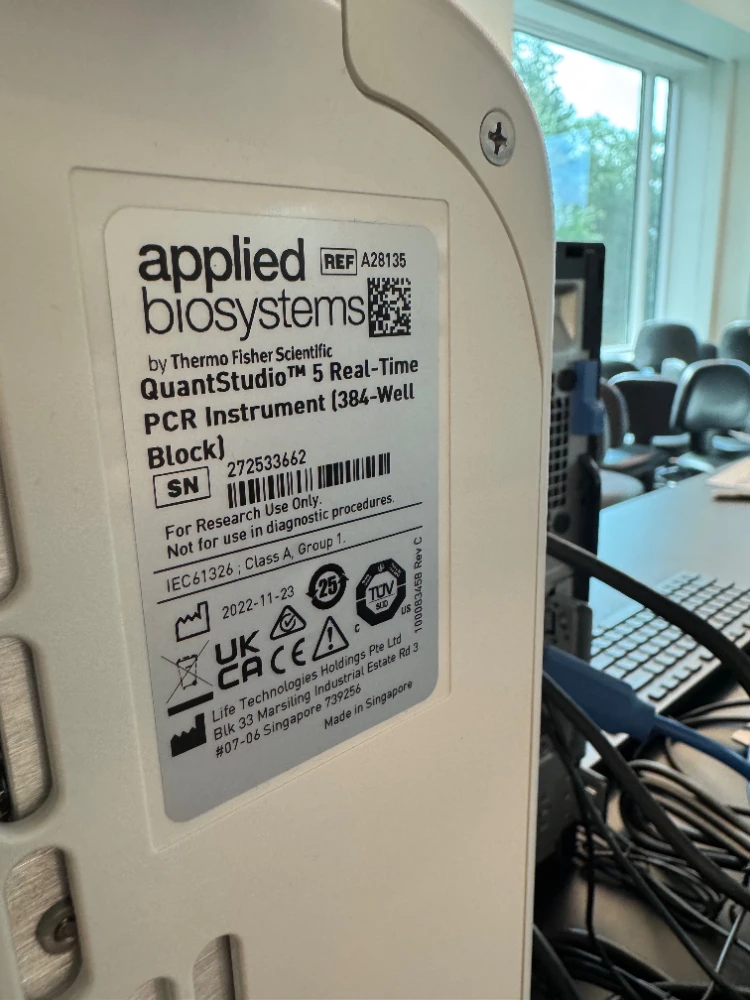 applied
biosystems
REF A28135
by Thermo Fisher Scientific
QuantStudio™ 5 Real-Time
PCR Instrument (384-Well
Block)
SN 272533662
For Research Use Only.
Not for use in diagnostic procedures.
IEC61326 ; Class A, Group 1.
2022-11-23
25
TÜV
SÜD
C US
10008345B Rev C
UK
CA
CE
Life Technologies Holdings Pte Ltd
Blk 33 Marsiling Industrial Estate Rd 3
#07-06 Singapore 739256
Made in Singapore